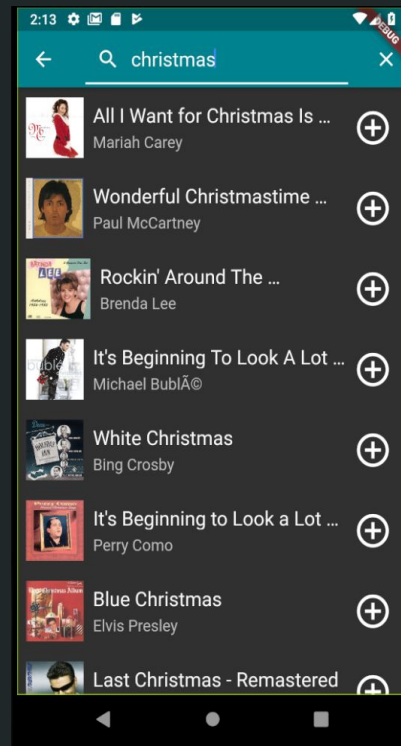 2:13
DEBUG
christmas
All I Want for Christmas Is ...
Mariah Carey
Wonderful Christmastime ...
Paul McCartney
Rockin' Around The ...
Brenda Lee
It's Beginning To Look A Lot ...
Michael BublÃ©
White Christmas
Bing Crosby
It's Beginning to Look a Lot ...
Perry Como
Blue Christmas
Elvis Presley
Last Christmas - Remastered